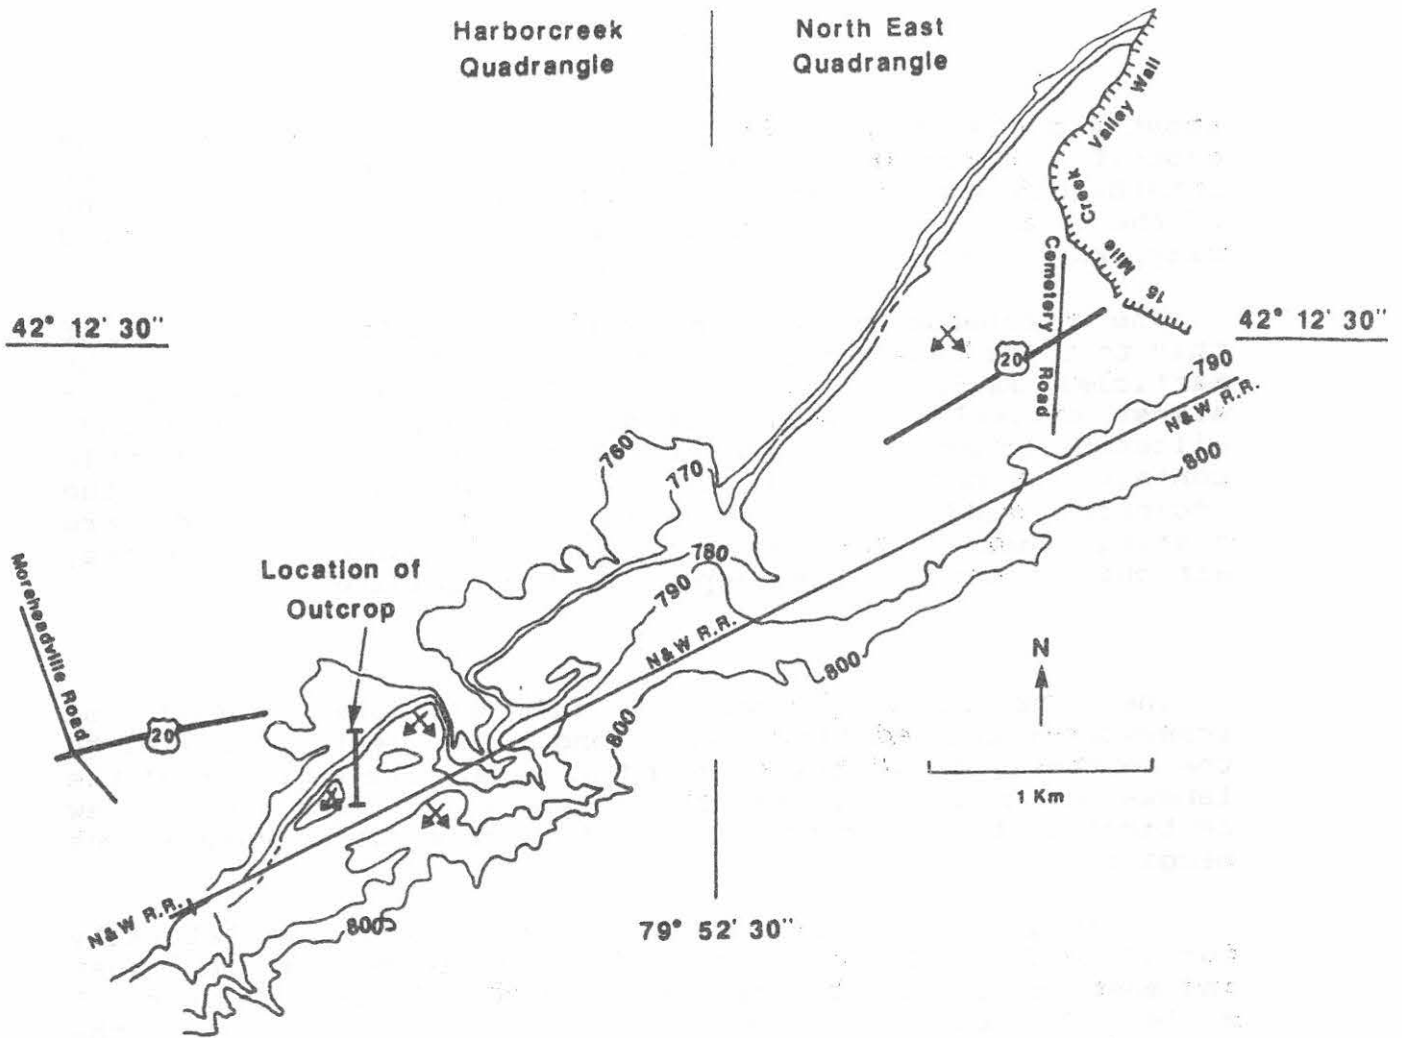 Harborcreek
Quadrangle
North East
Quadrangle
Valley Wall
Creek
Mile
16
Cemetery Road
42° 12' 30"
42° 12' 30"
20
790
N&W R.R.
800
760
770
780
790
N&W R.R.
800
800
Location of
Outcrop
Moreheadville Road
20
N
1 Km
N&W R.R.
800
79° 52' 30"